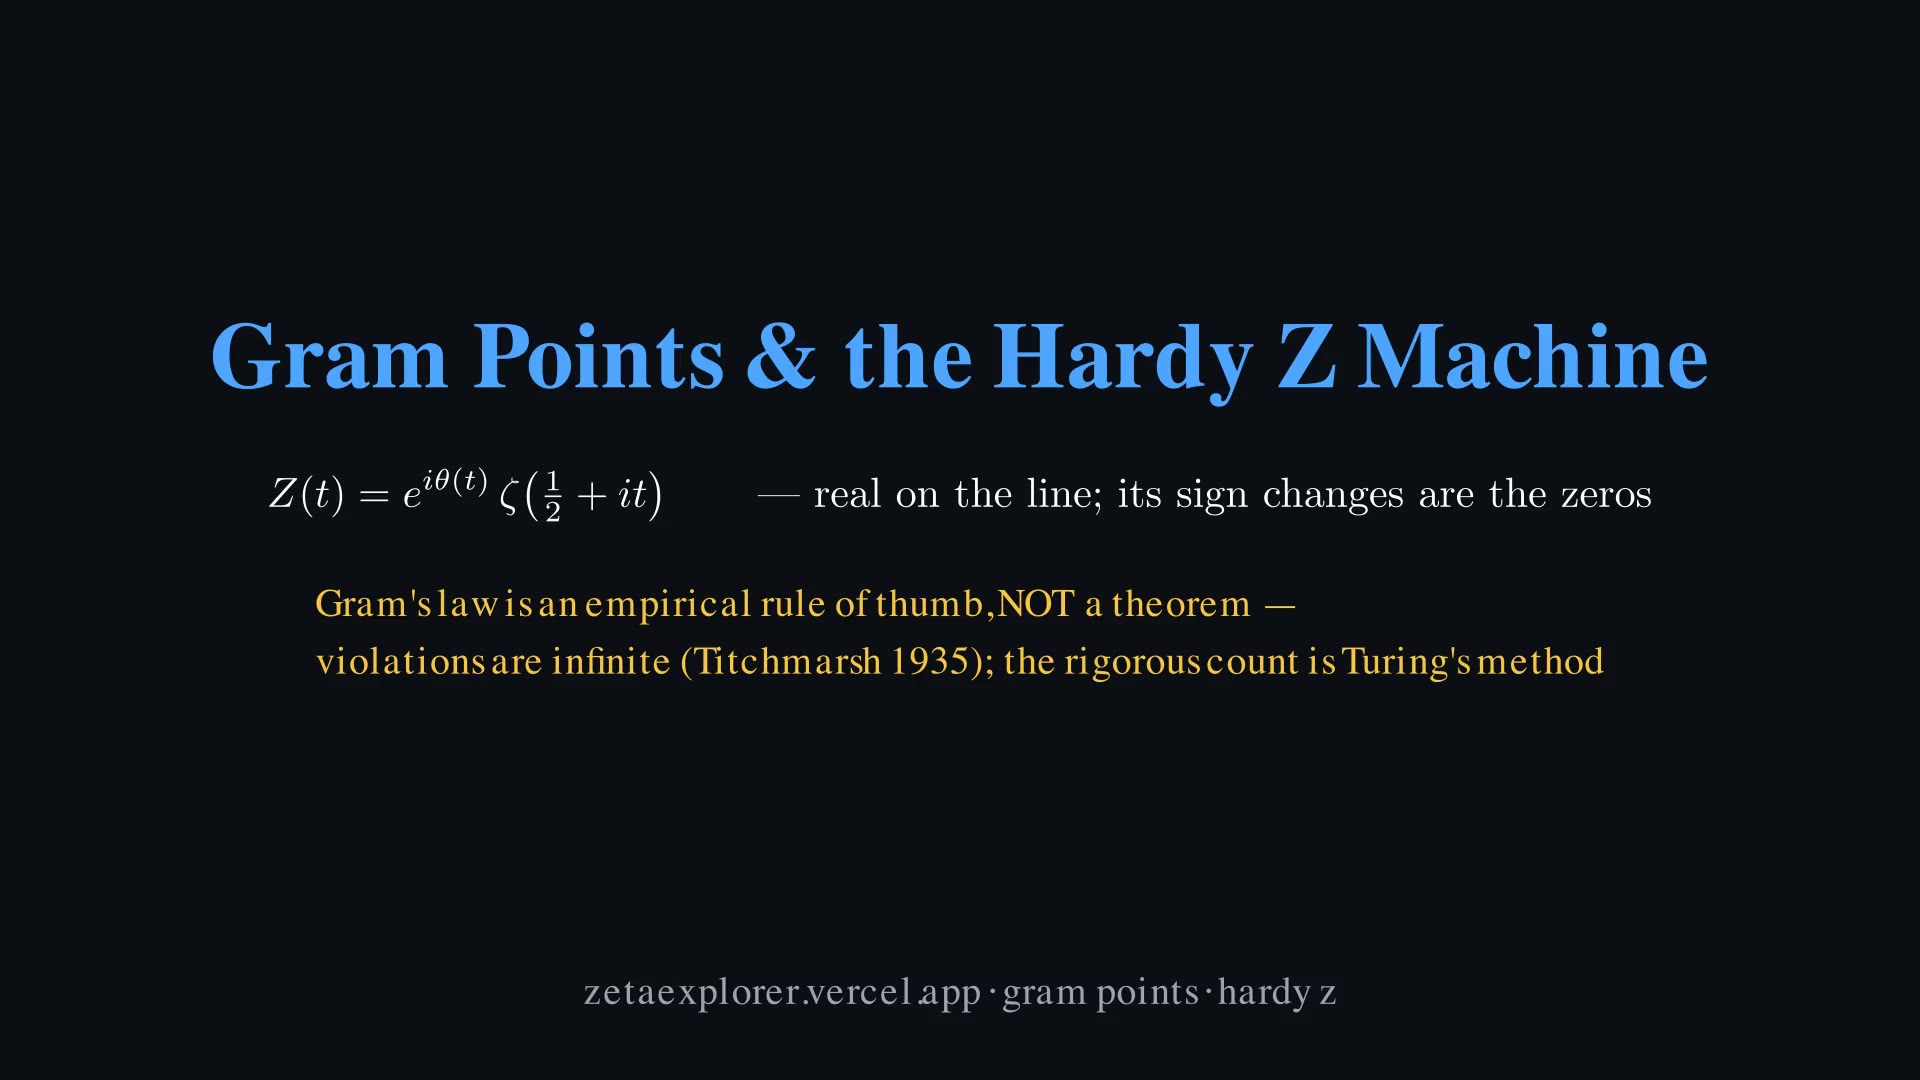 Gram Points & the Hardy Z Machine
Z(t) = e^{iθ(t)} ζ(1/2 + it) — real on the line; its sign changes are the zeros
Gram's law is an empirical rule of thumb, NOT a theorem —
violations are infinite (Titchmarsh 1935); the rigorous count is Turing's method
zetaexplorer.vercel.app · gram points · hardy z